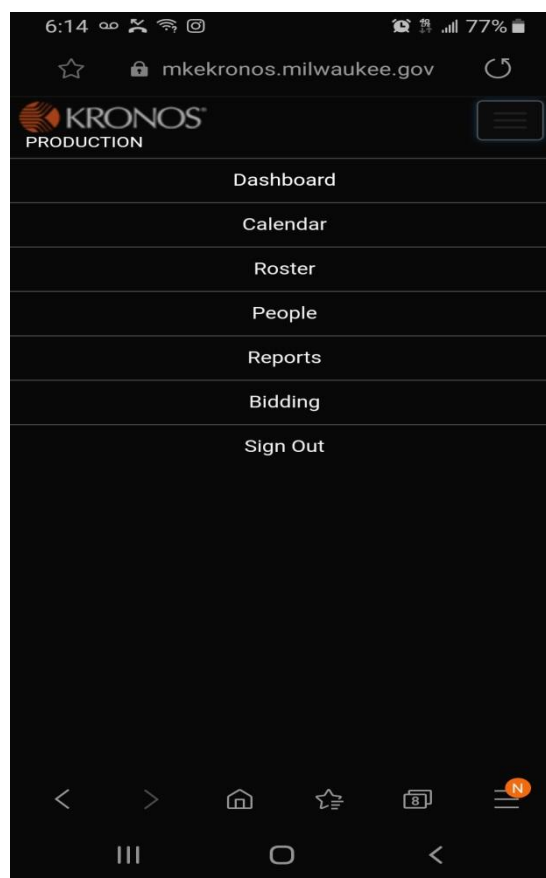 6:14
77%
mkekronos.milwaukee.gov
KRONOS
PRODUCTION
Dashboard
Calendar
Roster
People
Reports
Bidding
Sign Out
8
N